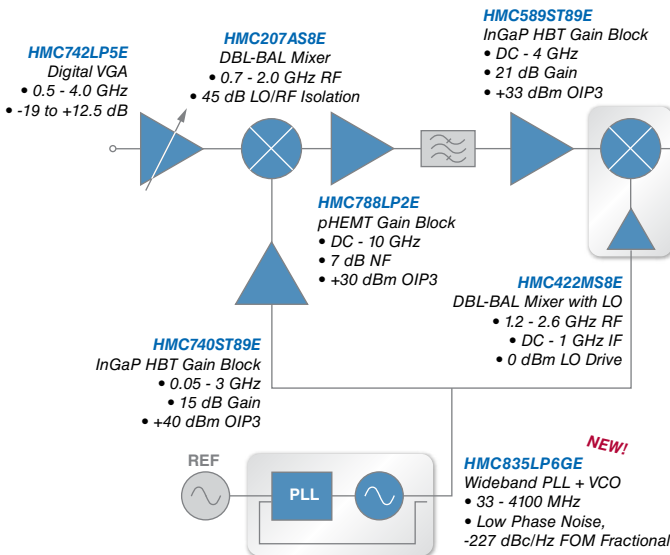 HMC742LP5E
Digital VGA
• 0.5 - 4.0 GHz
• -19 to +12.5 dB
HMC207AS8E
DBL-BAL Mixer
• 0.7 - 2.0 GHz RF
• 45 dB LO/RF Isolation
HMC589ST89E
InGaP HBT Gain Block
• DC - 4 GHz
• 21 dB Gain
• +33 dBm OIP3
HMC788LP2E
pHEMT Gain Block
• DC - 10 GHz
• 7 dB NF
• +30 dBm OIP3
HMC422MS8E
DBL-BAL Mixer with LO
• 1.2 - 2.6 GHz RF
• DC - 1 GHz IF
• 0 dBm LO Drive
HMC740ST89E
InGaP HBT Gain Block
• 0.05 - 3 GHz
• 15 dB Gain
• +40 dBm OIP3
REF
PLL
NEW!
HMC835LP6GE
Wideband PLL + VCO
• 33 - 4100 MHz
• Low Phase Noise,
-227 dBc/Hz FOM Fractional